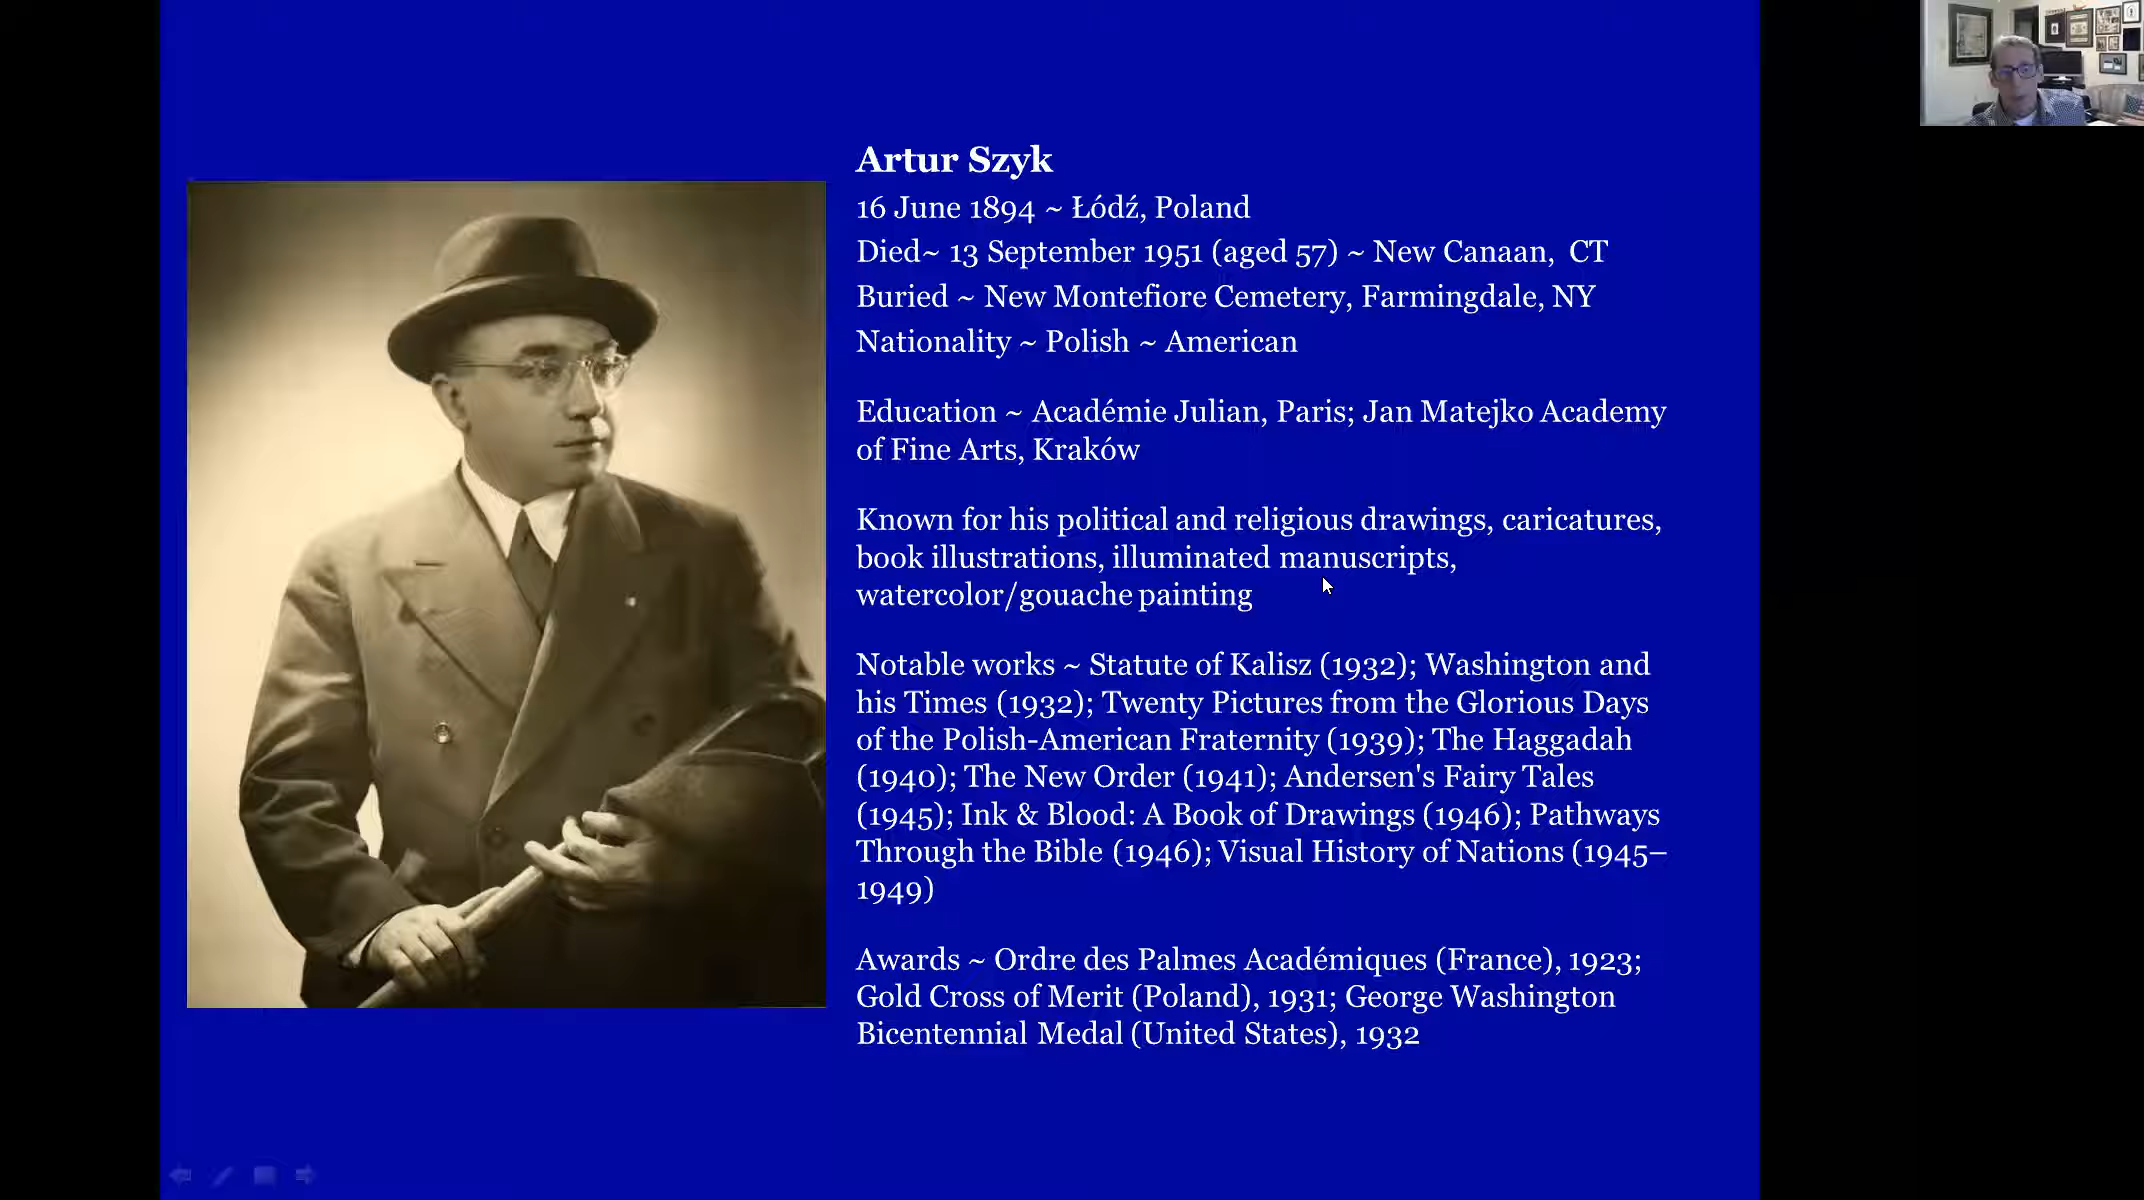 Artur Szyk
16 June 1894 ~ Łódź, Poland
Died~ 13 September 1951 (aged 57) ~ New Canaan, CT
Buried ~ New Montefiore Cemetery, Farmingdale, NY
Nationality ~ Polish ~ American
Education ~ Académie Julian, Paris; Jan Matejko Academy
of Fine Arts, Kraków
Known for his political and religious drawings, caricatures,
book illustrations, illuminated manuscripts,
watercolor/gouache painting
Notable works ~ Statute of Kalisz (1932); Washington and
his Times (1932); Twenty Pictures from the Glorious Days
of the Polish-American Fraternity (1939); The Haggadah
(1940); The New Order (1941); Andersen's Fairy Tales
(1945); Ink & Blood: A Book of Drawings (1946); Pathways
Through the Bible (1946); Visual History of Nations (1945–
1949)
Awards ~ Ordre des Palmes Académiques (France), 1923;
Gold Cross of Merit (Poland), 1931; George Washington
Bicentennial Medal (United States), 1932